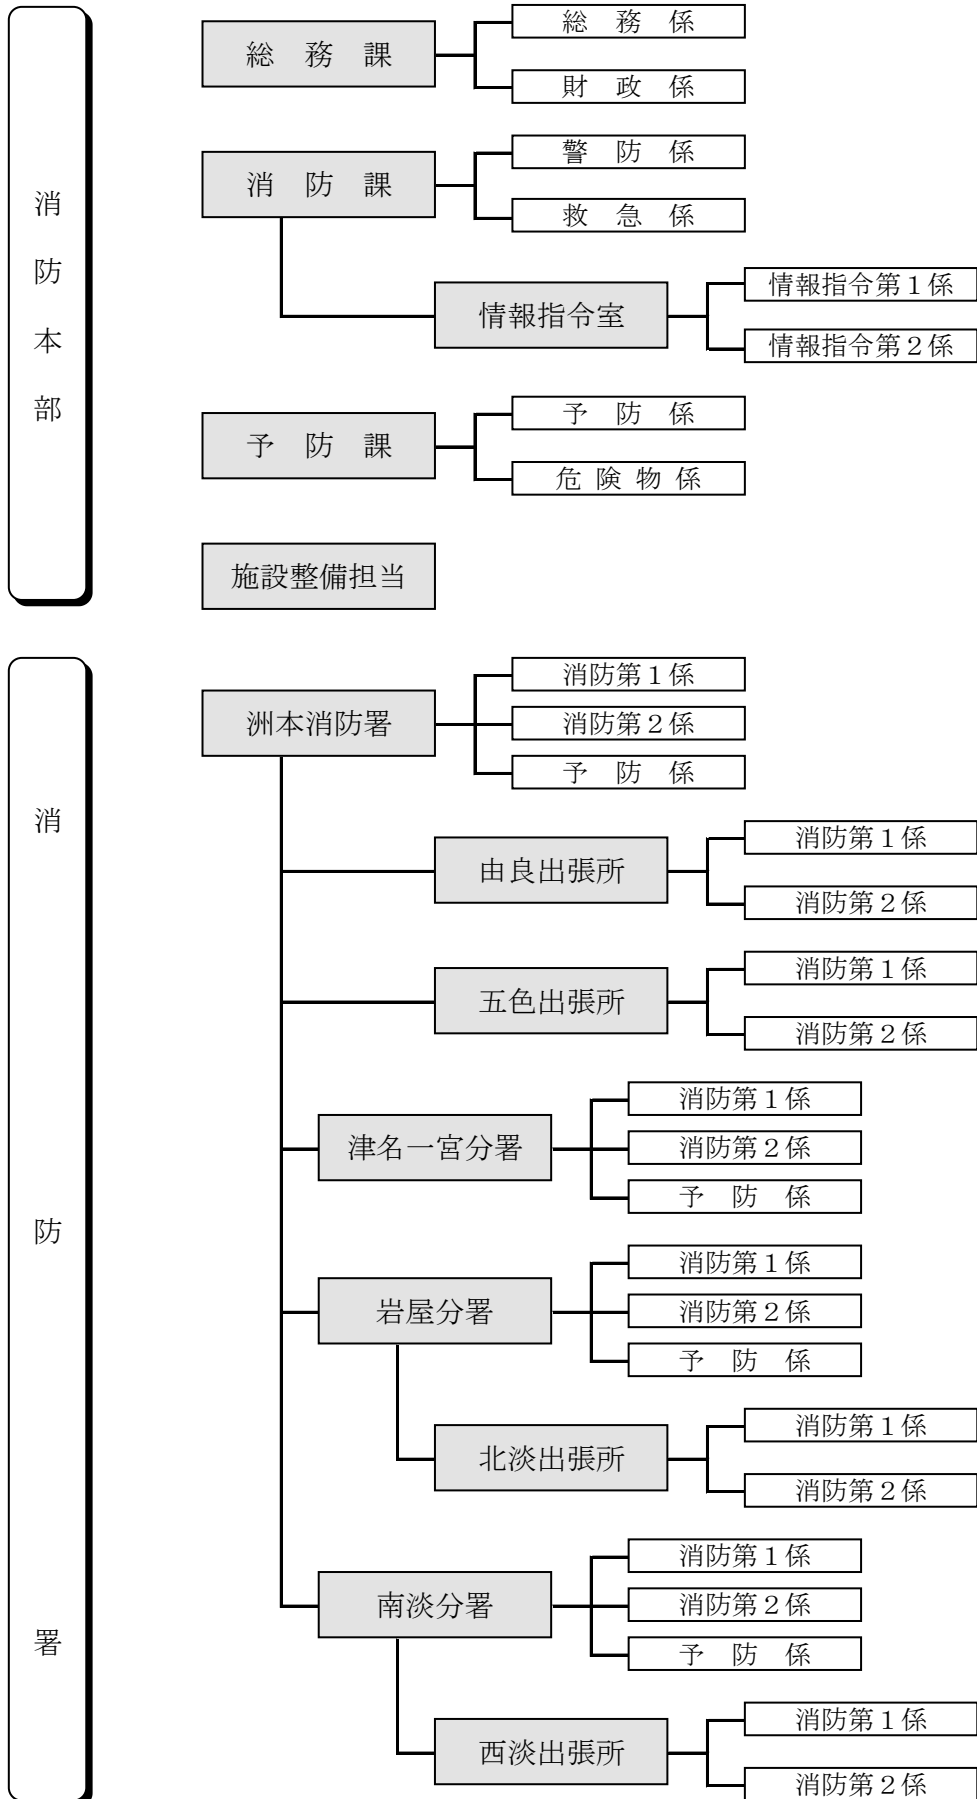 消防本部
総務課
総務係
財政係
消防課
警防係
救急係
情報指令室
情報指令第１係
情報指令第２係
予防課
予防係
危険物係
施設整備担当
消防署
洲本消防署
消防第１係
消防第２係
予防係
由良出張所
消防第１係
消防第２係
五色出張所
消防第１係
消防第２係
津名一宮分署
消防第１係
消防第２係
予防係
岩屋分署
消防第１係
消防第２係
予防係
北淡出張所
消防第１係
消防第２係
南淡分署
消防第１係
消防第２係
予防係
西淡出張所
消防第１係
消防第２係